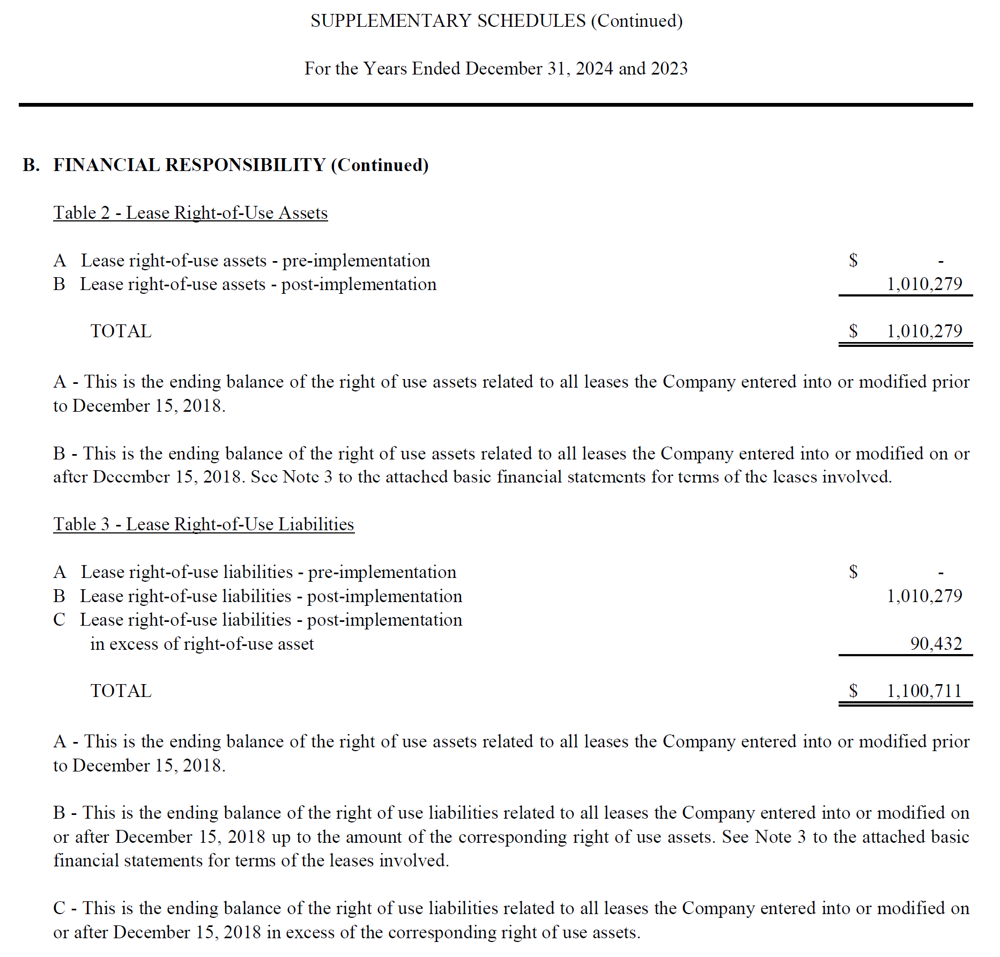 SUPPLEMENTARY SCHEDULES (Continued)
For the Years Ended December 31, 2024 and 2023
B. FINANCIAL RESPONSIBILITY (Continued)
Table 2 - Lease Right-of-Use Assets
A Lease right-of-use assets - pre-implementation $ -
B Lease right-of-use assets - post-implementation 1,010,279
TOTAL $ 1,010,279
A - This is the ending balance of the right of use assets related to all leases the Company entered into or modified prior
to December 15, 2018.
B - This is the ending balance of the right of use assets related to all leases the Company entered into or modified on or
after December 15, 2018. See Note 3 to the attached basic financial statements for terms of the leases involved.
Table 3 - Lease Right-of-Use Liabilities
A Lease right-of-use liabilities - pre-implementation $ -
B Lease right-of-use liabilities - post-implementation 1,010,279
C Lease right-of-use liabilities - post-implementation
in excess of right-of-use asset 90,432
TOTAL $ 1,100,711
A - This is the ending balance of the right of use assets related to all leases the Company entered into or modified prior
to December 15, 2018.
B - This is the ending balance of the right of use liabilities related to all leases the Company entered into or modified on
or after December 15, 2018 up to the amount of the corresponding right of use assets. See Note 3 to the attached basic
financial statements for terms of the leases involved.
C - This is the ending balance of the right of use liabilities related to all leases the Company entered into or modified on
or after December 15, 2018 in excess of the corresponding right of use assets.